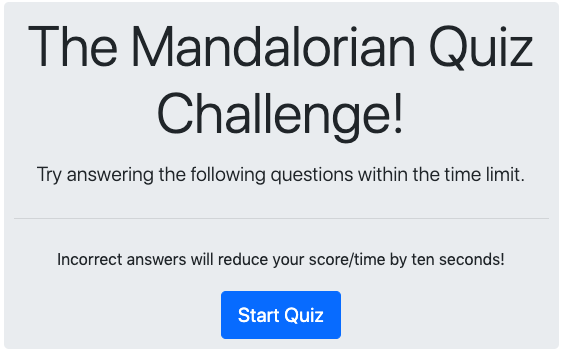 The Mandalorian Quiz
Challenge!
Try answering the following questions within the time limit.
Incorrect answers will reduce your score/time by ten seconds!
Start Quiz